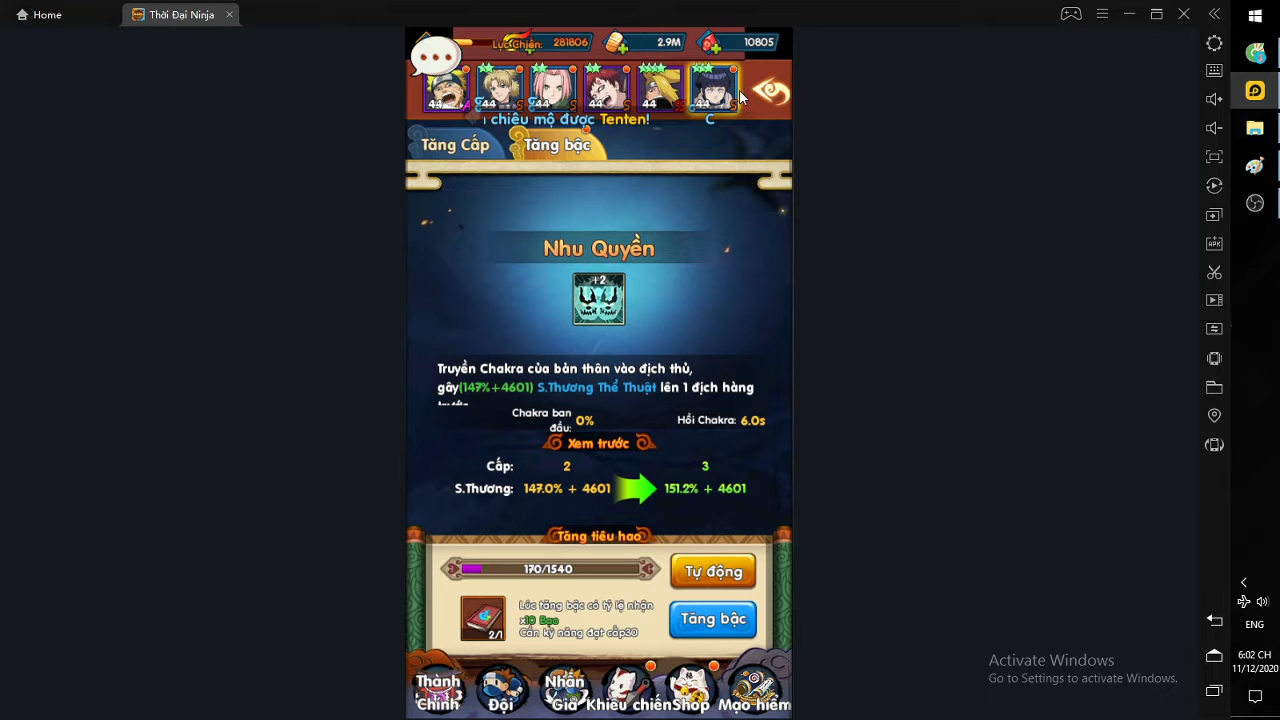 Home
Thời Đại Ninja
Lực Chiến: 281806
2.9M
10805
44 A
44 S
44 S
44 S
44
44 S
chiêu mộ được Tenten! C
Tăng Cấp
Tăng bậc
Nhu Quyền
+2
Truyền Chakra của bản thân vào địch thủ,
gây(147%+4601) S.Thương Thể Thuật lên 1 địch hàng
trước
Chakra ban
đầu: 0%
Hồi Chakra: 6.0s
Xem trước
Cấp: 2 3
S.Thương: 147.0% + 4601 151.2% + 4601
Tăng tiêu hao
170/1540
Tự động
Lúc tăng bậc có tỷ lệ nhận
x10 Bạo
Cần kỹ năng đạt cấp30
2/1
Tăng bậc
Thành Chính
Đội
Nhẫn Giả
Khiêu chiến
Shop
Mạo hiểm
APK
Activate Windows
Go to Settings to activate Windows.
ENG
6:02 CH
11/12/2020